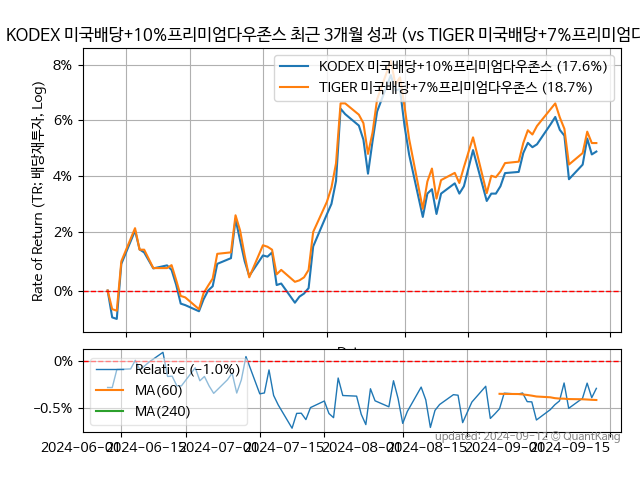 KODEX 미국배당+10%프리미엄다우존스 최근 3개월 성과 (vs TIGER 미국배당+7%프리미엄다
Rate of Return (TR: 배당재투자, Log)
8%
6%
4%
2%
0%
KODEX 미국배당+10%프리미엄다우존스 (17.6%)
TIGER 미국배당+7%프리미엄다우존스 (18.7%)
0%
−0.5%
Relative (−1.0%)
MA(60)
MA(240)
2024-06-01
2024-06-15
2024-07-01
2024-07-15
2024-08-01
2024-08-15
2024-09-01
2024-09-15
updated: 2024-09-12 © QuantKang